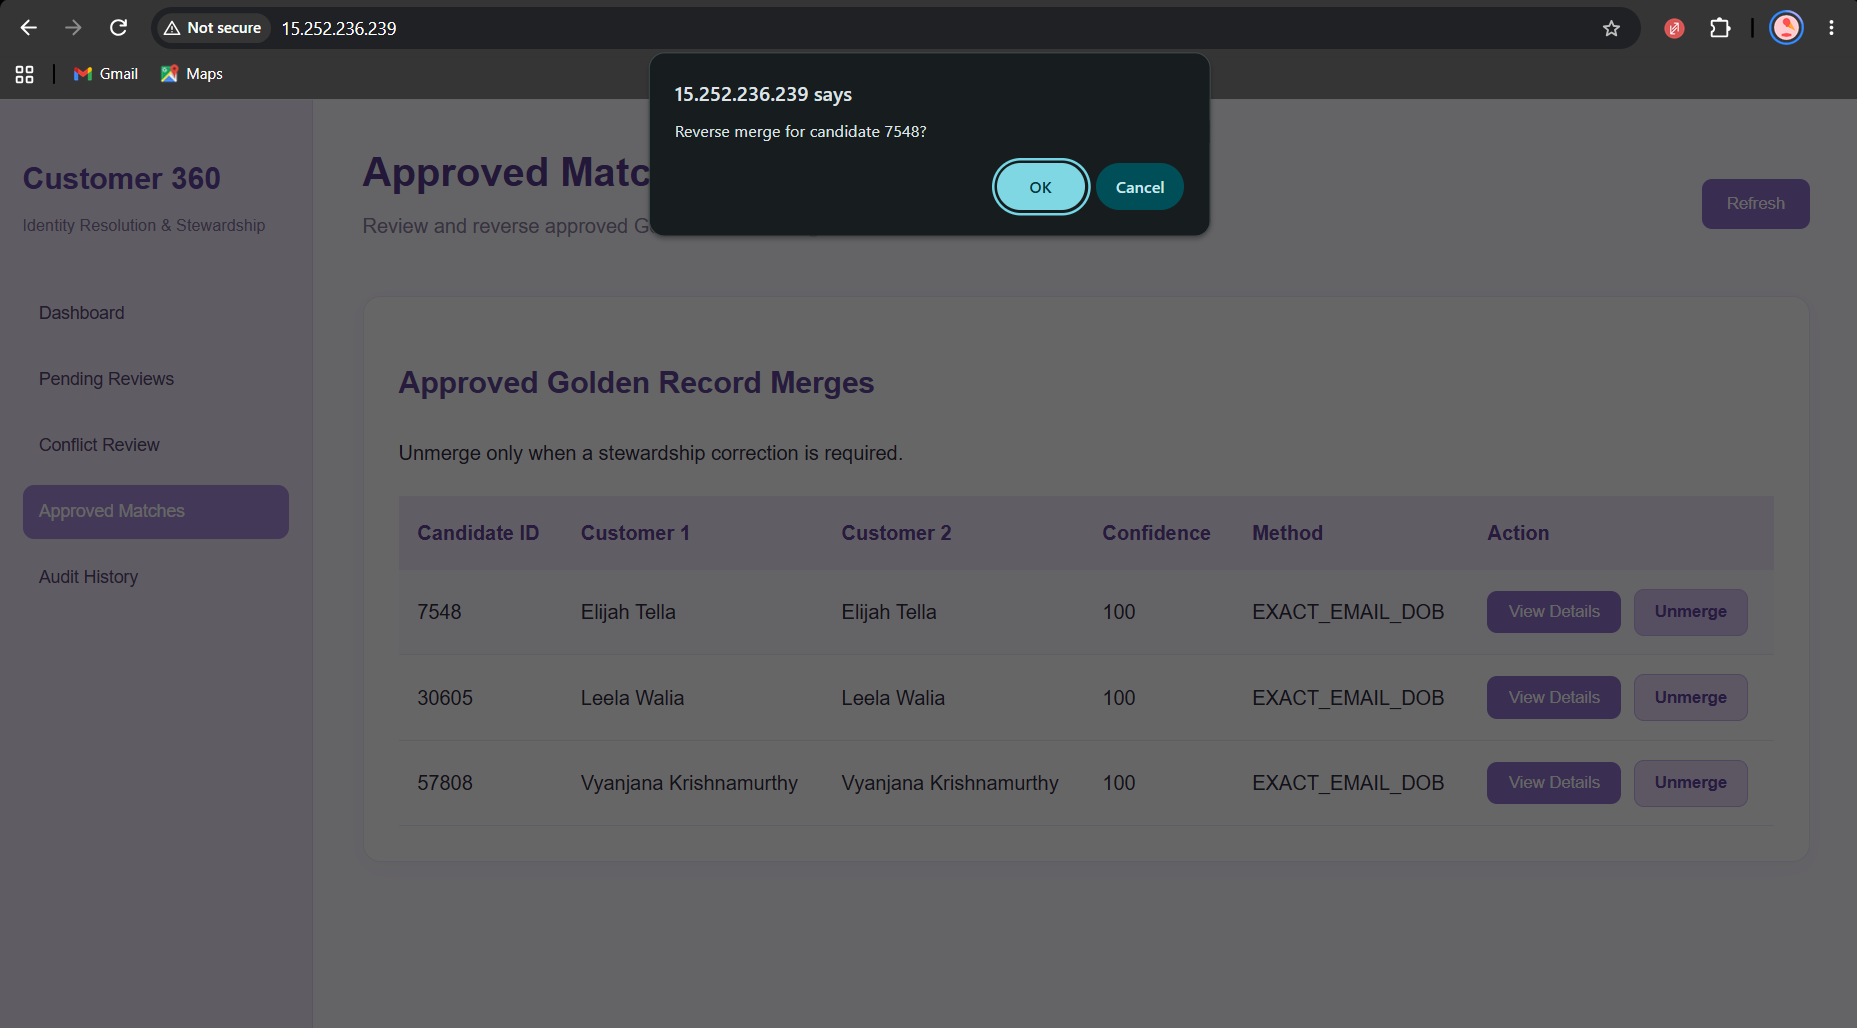 Not secure 15.252.236.239
Gmail Maps
15.252.236.239 says
Reverse merge for candidate 7548?
OK Cancel
Customer 360
Identity Resolution & Stewardship
Dashboard
Pending Reviews
Conflict Review
Approved Matches
Audit History
Approved Matc
Review and reverse approved G
Refresh
Approved Golden Record Merges
Unmerge only when a stewardship correction is required.
Candidate ID Customer 1 Customer 2 Confidence Method Action
7548 Elijah Tella Elijah Tella 100 EXACT_EMAIL_DOB View Details Unmerge
30605 Leela Walia Leela Walia 100 EXACT_EMAIL_DOB View Details Unmerge
57808 Vyanjana Krishnamurthy Vyanjana Krishnamurthy 100 EXACT_EMAIL_DOB View Details Unmerge